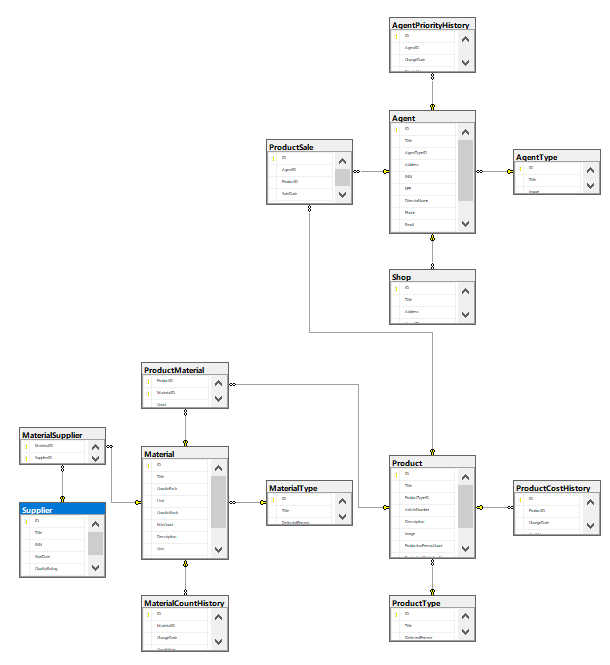 AgentPriorityHistory
ID
AgentID
ChangeDate
Agent
ID
Title
AgentTypeID
Address
INN
KPP
DirectorName
Phone
Email
ProductSale
ID
AgentID
ProductID
SaleDate
AgentType
ID
Title
Image
Shop
ID
Title
Address
ProductMaterial
ProductID
MaterialID
Count
MaterialSupplier
MaterialID
SupplierID
Material
ID
Title
CountInPack
Unit
CountInStock
MinCount
Description
Cost
MaterialType
ID
Title
DefectedPercent
Supplier
ID
Title
INN
StartDate
QualityRating
Product
ID
Title
ProductTypeID
ArticleNumber
Description
Image
ProductionPersonCount
ProductCostHistory
ID
ProductID
ChangeDate
MaterialCountHistory
ID
MaterialID
ChangeDate
ProductType
ID
Title
DefectedPercent